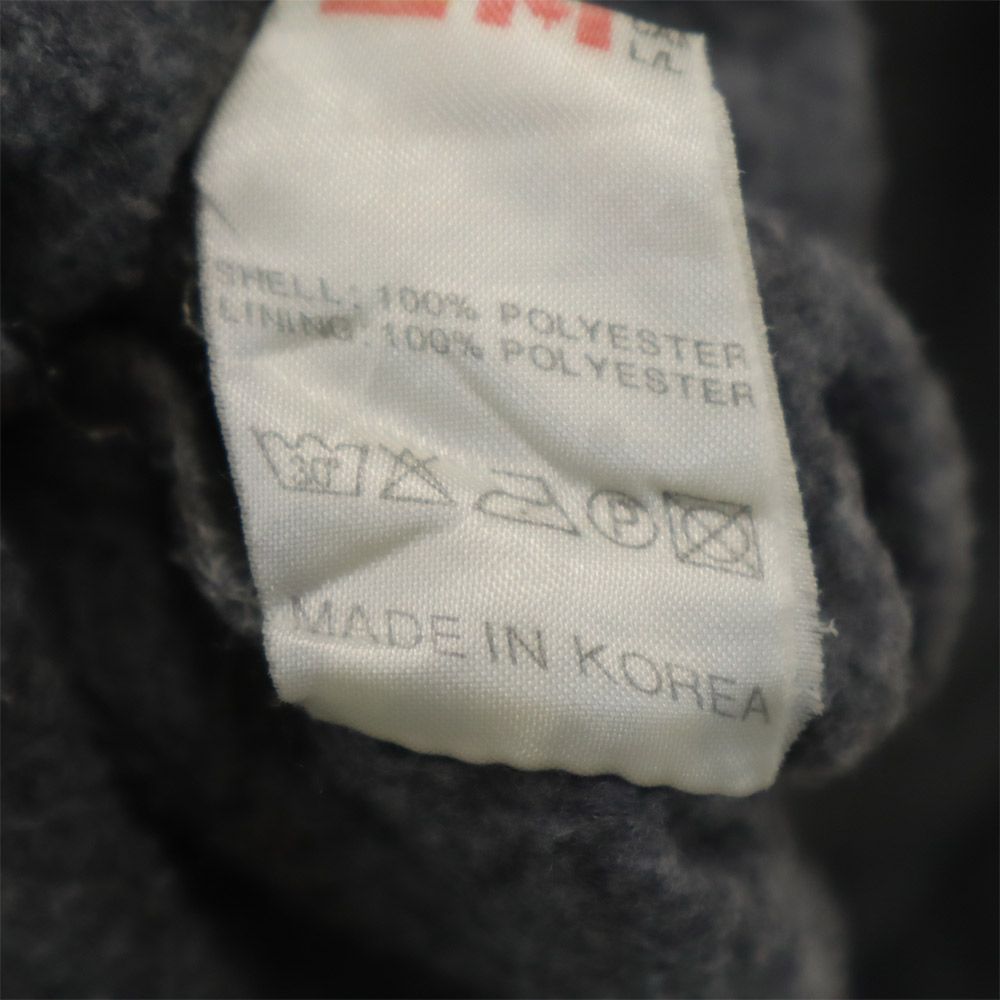 L/L
SHELL: 100% POLYESTER
LINING: 100% POLYESTER
30°
P
MADE IN KOREA